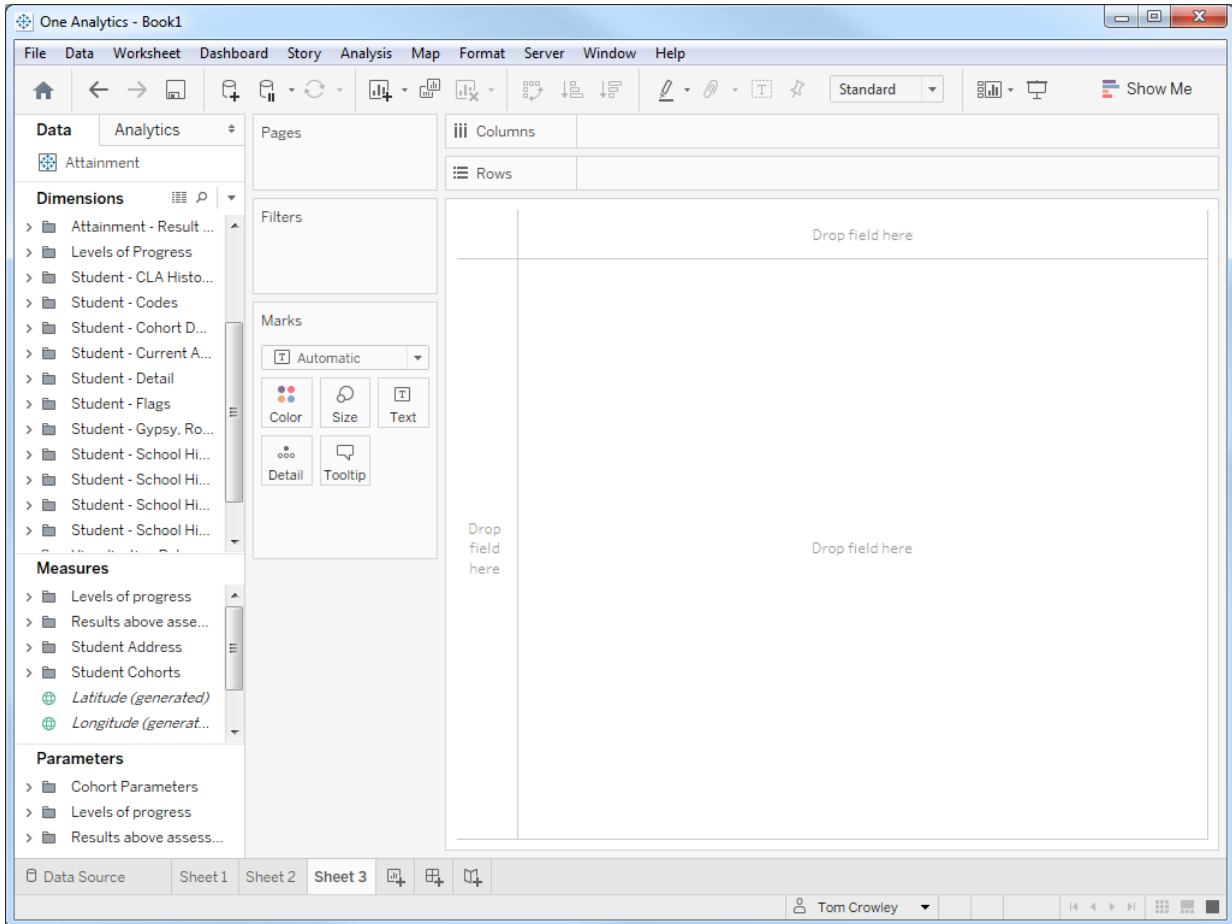 One Analytics - Book1
File Data Worksheet Dashboard Story Analysis Map Format Server Window Help
Standard
Show Me
Data Analytics
Attainment
Dimensions
Attainment - Result ...
Levels of Progress
Student - CLA Histo...
Student - Codes
Student - Cohort D...
Student - Current A...
Student - Detail
Student - Flags
Student - Gypsy, Ro...
Student - School Hi...
Student - School Hi...
Student - School Hi...
Student - School Hi...
Measures
Levels of progress
Results above asse...
Student Address
Student Cohorts
Latitude (generated)
Longitude (generat...
Parameters
Cohort Parameters
Levels of progress
Results above assess...
Pages
Filters
Marks
T Automatic
Color Size T Text
Detail Tooltip
iii Columns
Rows
Drop field here
Drop
field
here
Drop field here
Data Source Sheet 1 Sheet 2 Sheet 3
Tom Crowley